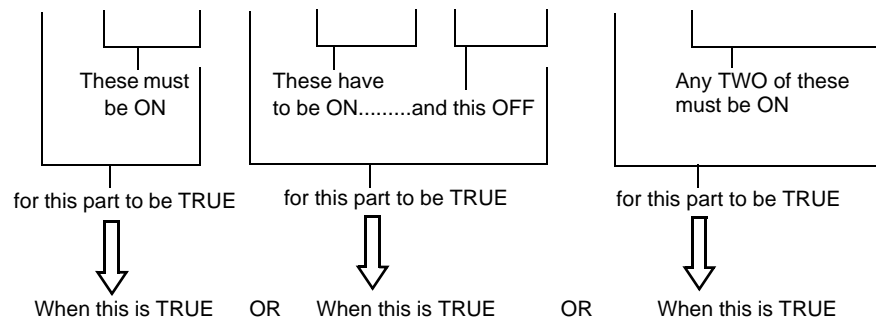 These must
be ON
These have
to be ON.........and this OFF
Any TWO of these
must be ON
for this part to be TRUE
for this part to be TRUE
for this part to be TRUE
When this is TRUE OR When this is TRUE OR When this is TRUE